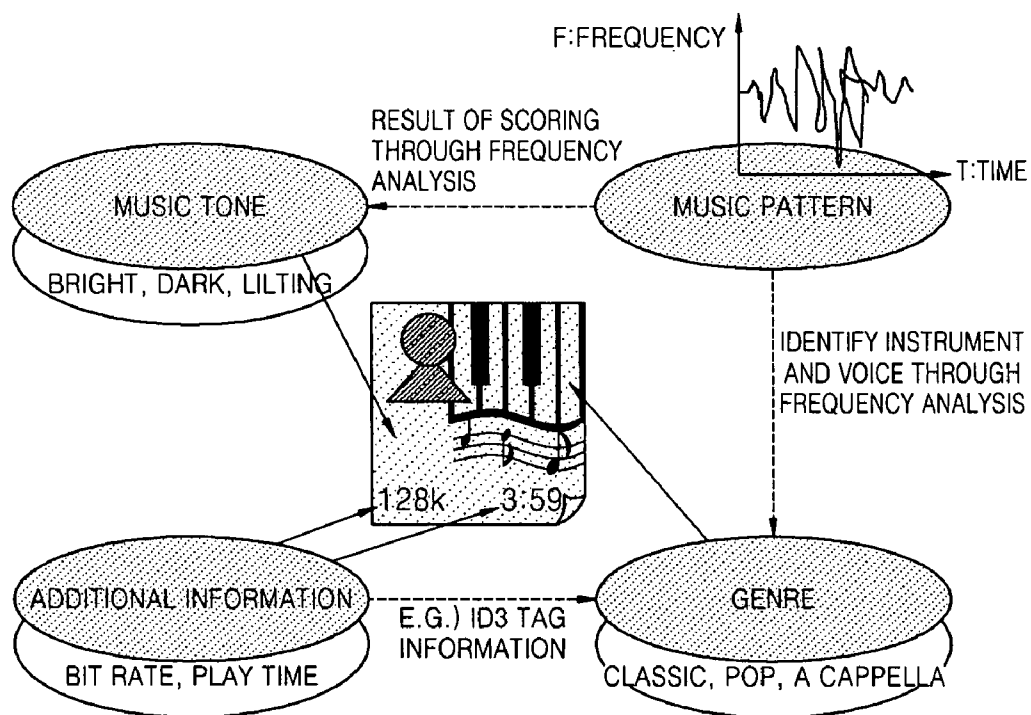 F:FREQUENCY
T:TIME
RESULT OF SCORING
THROUGH FREQUENCY
ANALYSIS
MUSIC TONE
BRIGHT, DARK, LILTING
MUSIC PATTERN
IDENTIFY INSTRUMENT
AND VOICE THROUGH
FREQUENCY ANALYSIS
128k 3:59
ADDITIONAL INFORMATION
BIT RATE, PLAY TIME
E.G.) ID3 TAG
INFORMATION
GENRE
CLASSIC, POP, A CAPPELLA